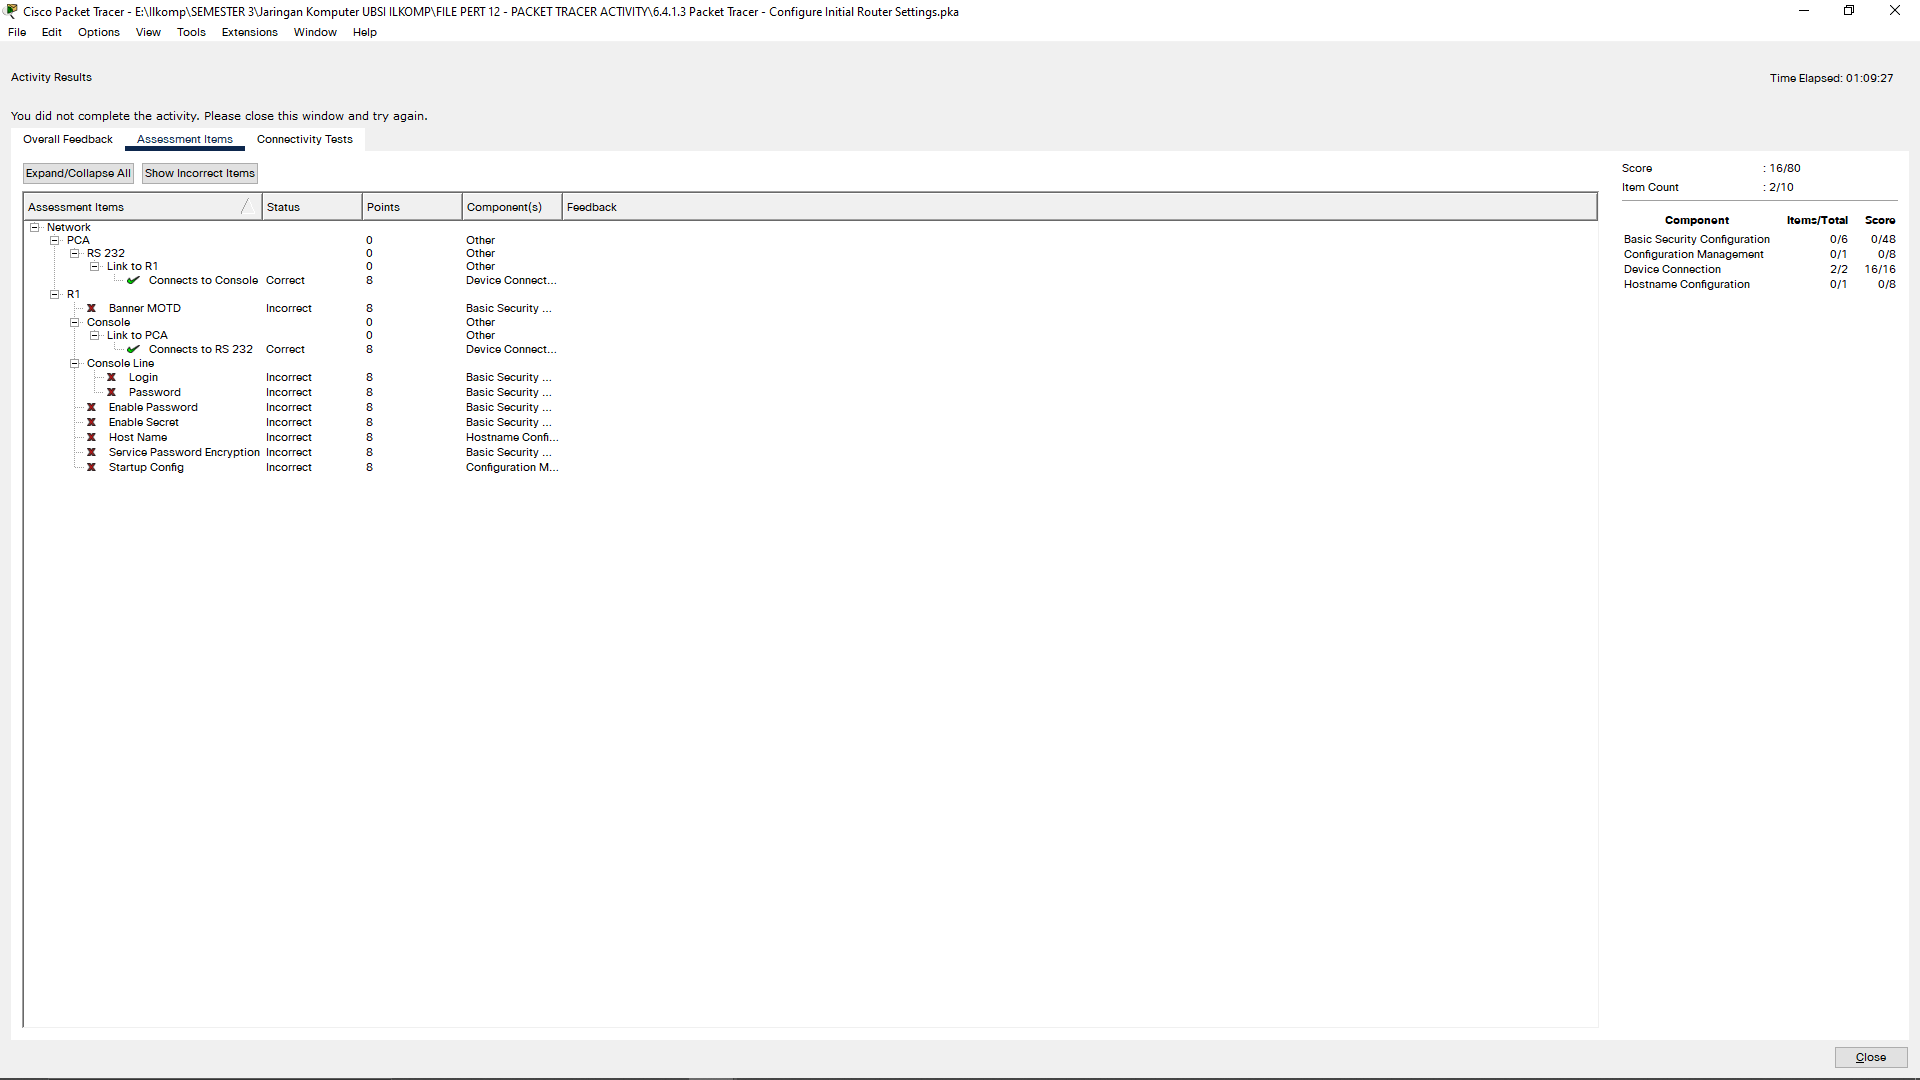 Cisco Packet Tracer - E:\Ilkomp\SEMESTER 3\Jaringan Komputer UBSI ILKOMP\FILE PERT 12 - PACKET TRACER ACTIVITY\6.4.1.3 Packet Tracer - Configure Initial Router Settings.pka
File Edit Options View Tools Extensions Window Help
Activity Results
Time Elapsed: 01:09:27
You did not complete the activity. Please close this window and try again.
Overall Feedback Assessment Items Connectivity Tests
Expand/Collapse All Show Incorrect Items
Assessment Items Status Points Component(s) Feedback
Network
PCA 0 Other
RS 232 0 Other
Link to R1 0 Other
Connects to Console Correct 8 Device Connect...
R1
Banner MOTD Incorrect 8 Basic Security ...
Console 0 Other
Link to PCA 0 Other
Connects to RS 232 Correct 8 Device Connect...
Console Line
Login Incorrect 8 Basic Security ...
Password Incorrect 8 Basic Security ...
Enable Password Incorrect 8 Basic Security ...
Enable Secret Incorrect 8 Basic Security ...
Host Name Incorrect 8 Hostname Confi...
Service Password Encryption Incorrect 8 Basic Security ...
Startup Config Incorrect 8 Configuration M...
Score : 16/80
Item Count : 2/10
Component Items/Total Score
Basic Security Configuration 0/6 0/48
Configuration Management 0/1 0/8
Device Connection 2/2 16/16
Hostname Configuration 0/1 0/8
Close